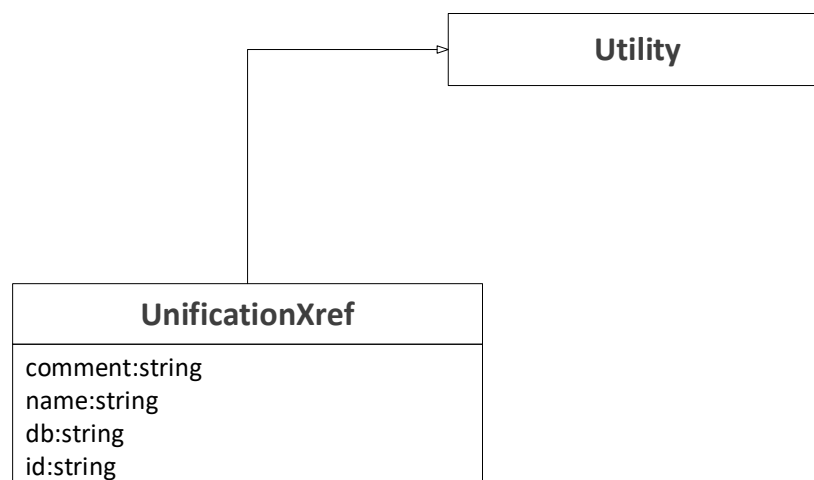 Utility
UnificationXref
comment:string
name:string
db:string
id:string